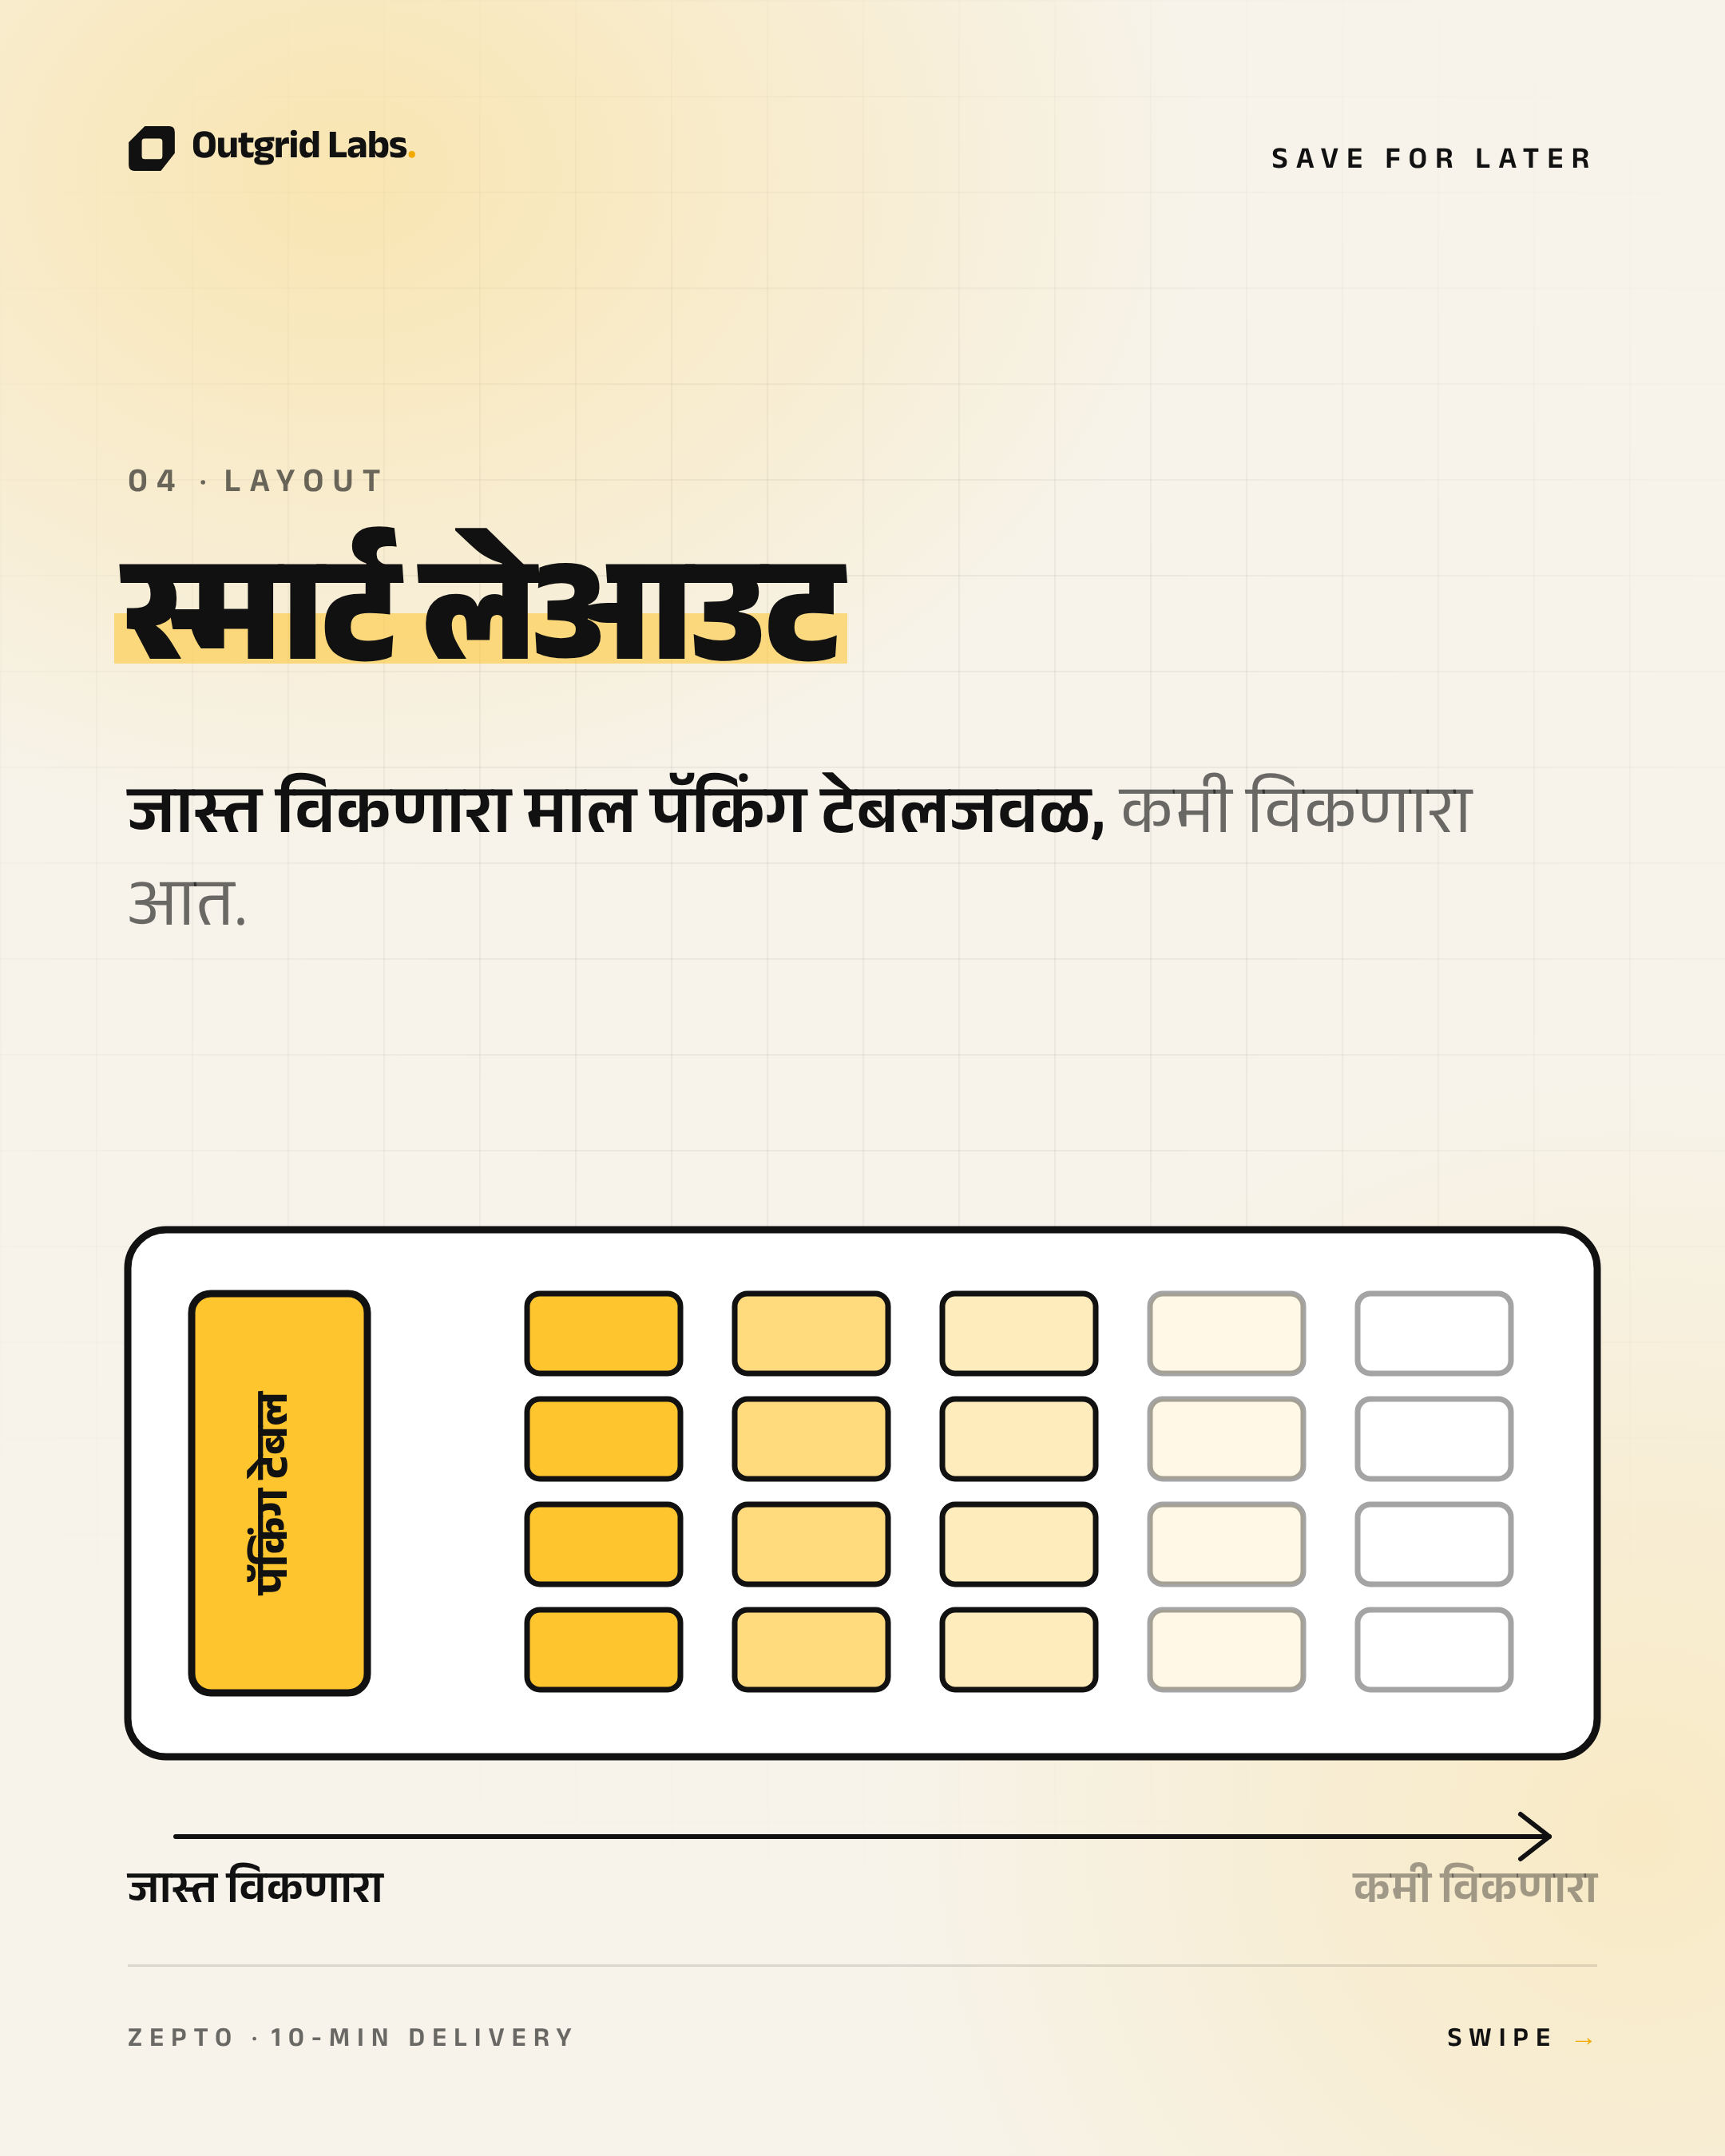 Outgrid Labs.
SAVE FOR LATER
04 · LAYOUT
स्मार्ट लेआउट
जास्त विकणारा माल पॅकिंग टेबलजवळ, कमी विकणारा
आत.
पॅकिंग टेबल
जास्त विकणारा
कमी विकणारा
ZEPTO · 10-MIN DELIVERY
SWIPE →